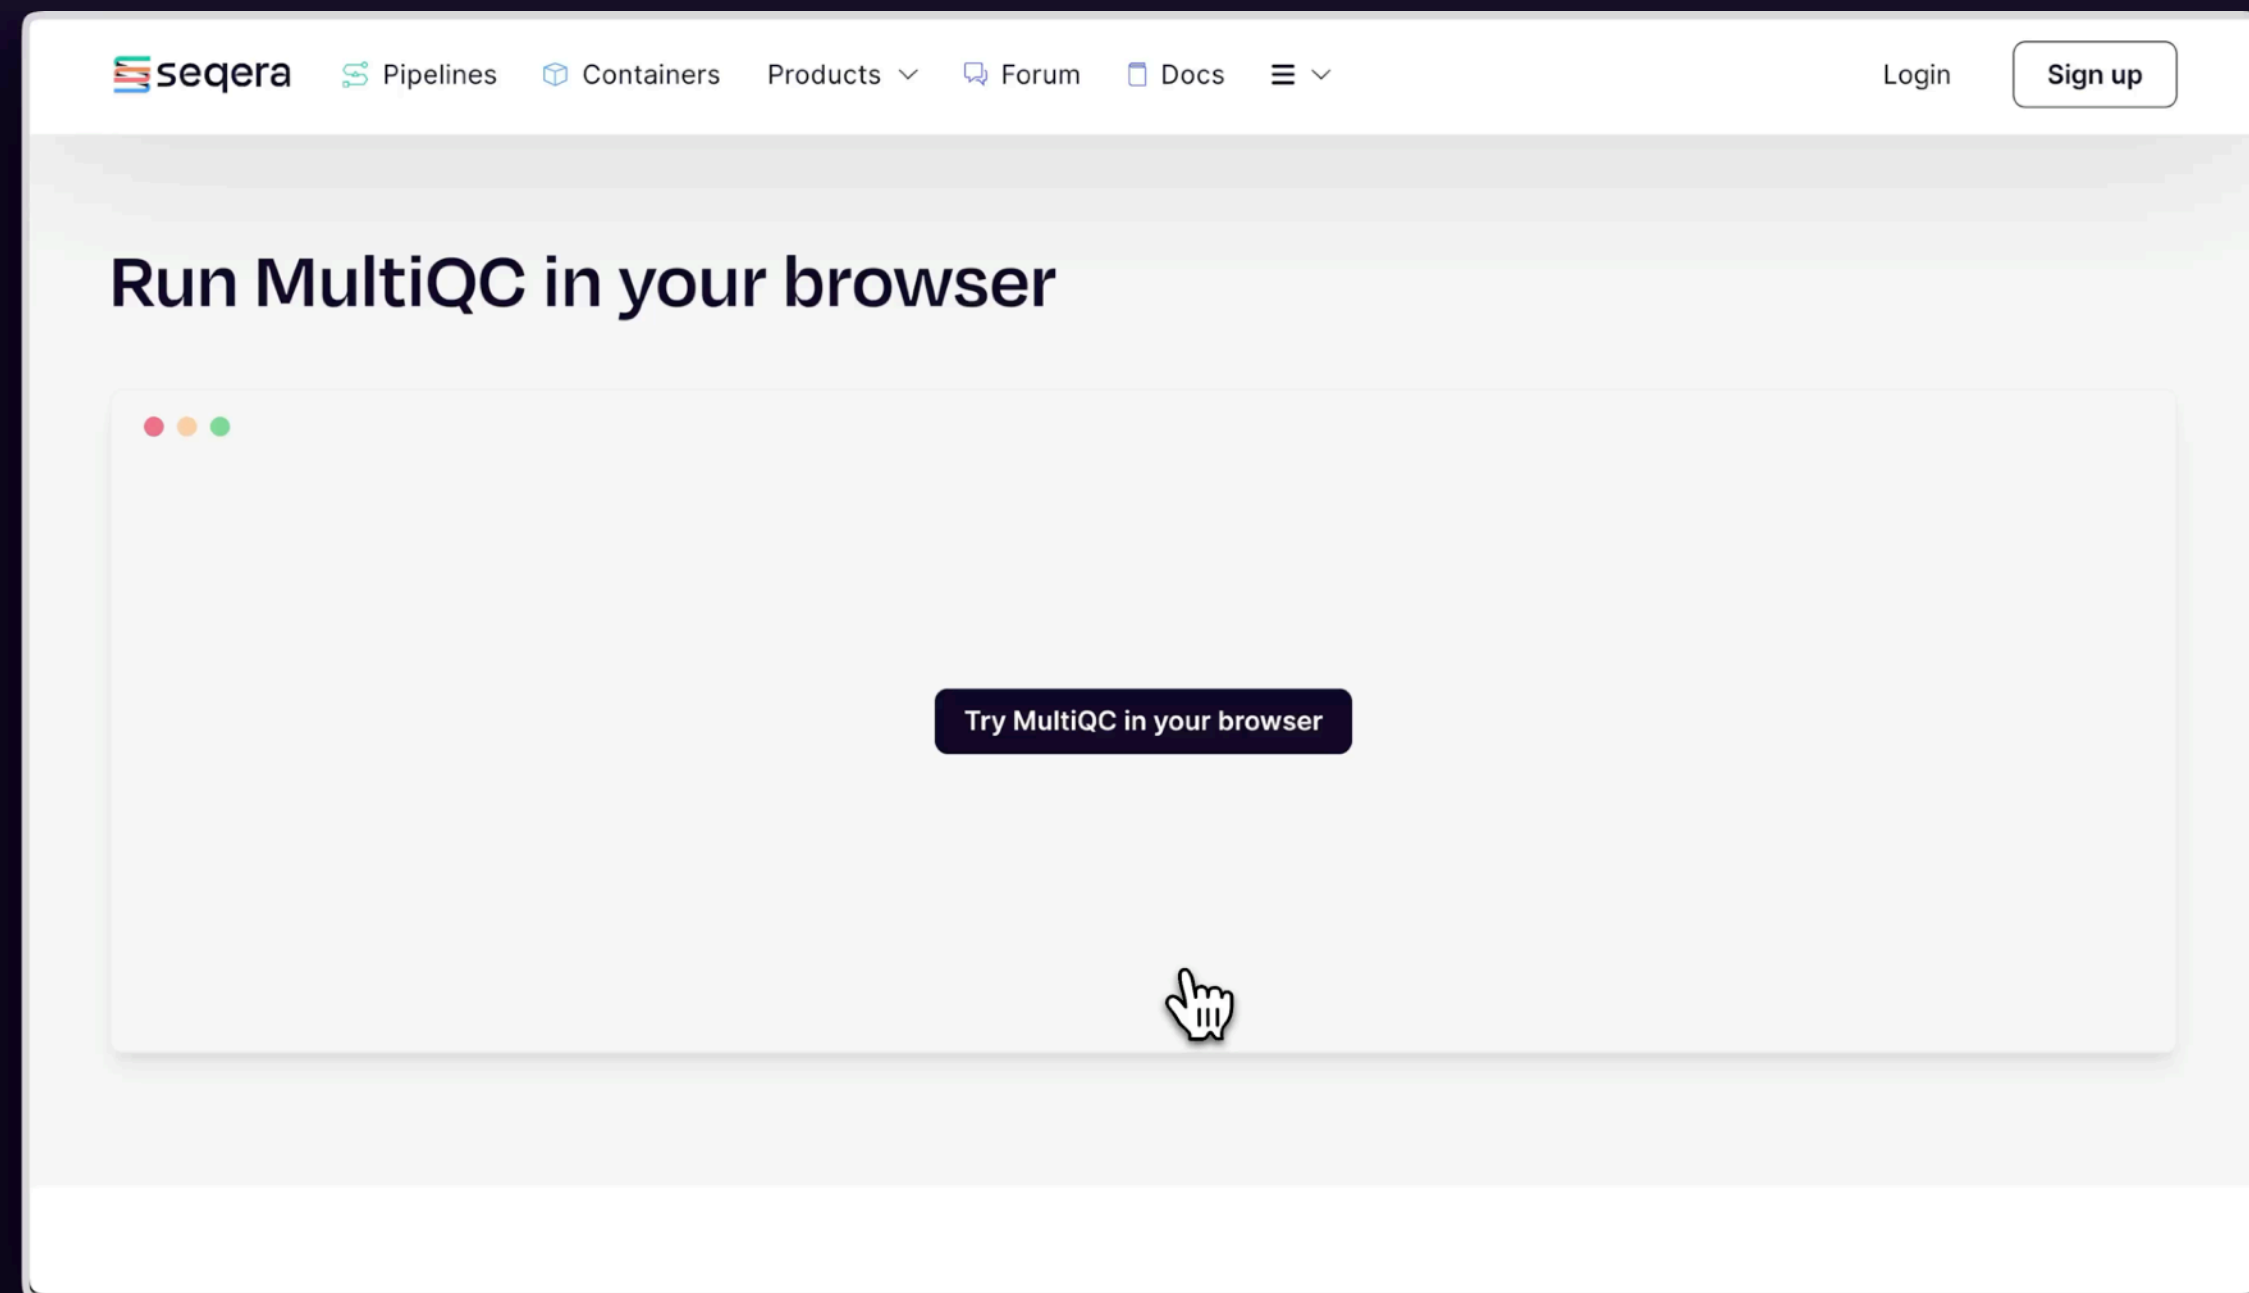 seqera Pipelines Containers Products Forum Docs Login Sign up
Run MultiQC in your browser
Try MultiQC in your browser